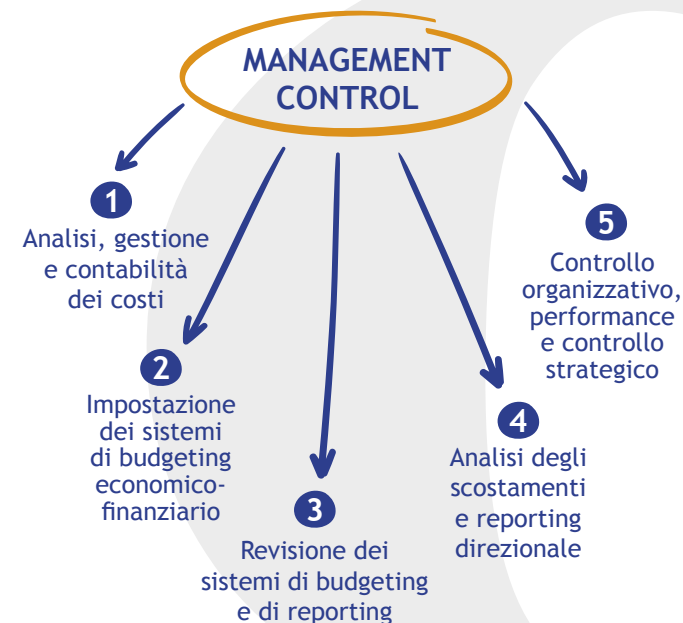 MANAGEMENT
CONTROL
1
Analisi, gestione
e contabilità
dei costi
2
Impostazione
dei sistemi
di budgeting
economico-
finanziario
3
Revisione dei
sistemi di budgeting
e di reporting
4
Analisi degli
scostamenti
e reporting
direzionale
5
Controllo
organizzativo,
performance
e controllo
strategico